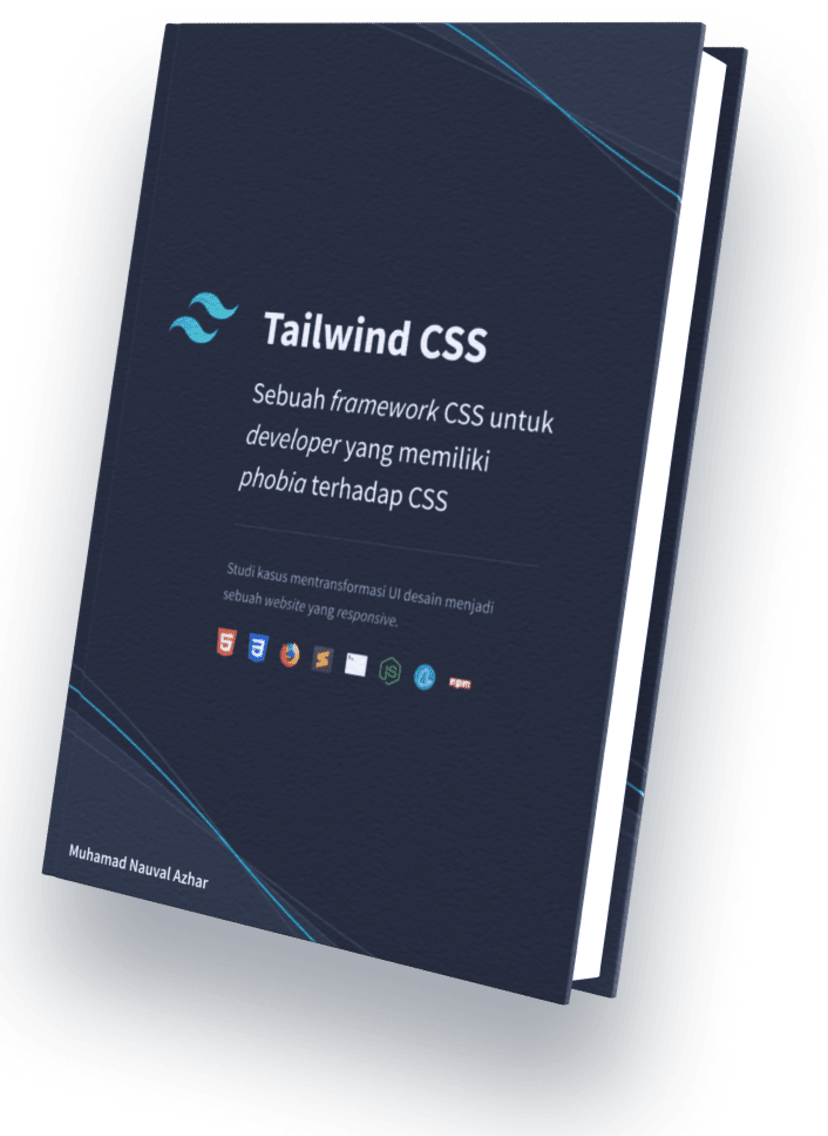 Tailwind CSS
Sebuah framework CSS untuk
developer yang memiliki
phobia terhadap CSS
Studi kasus mentransformasi UI desain menjadi
sebuah website yang responsive.
5
3
JS
npm
Muhamad Nauval Azhar